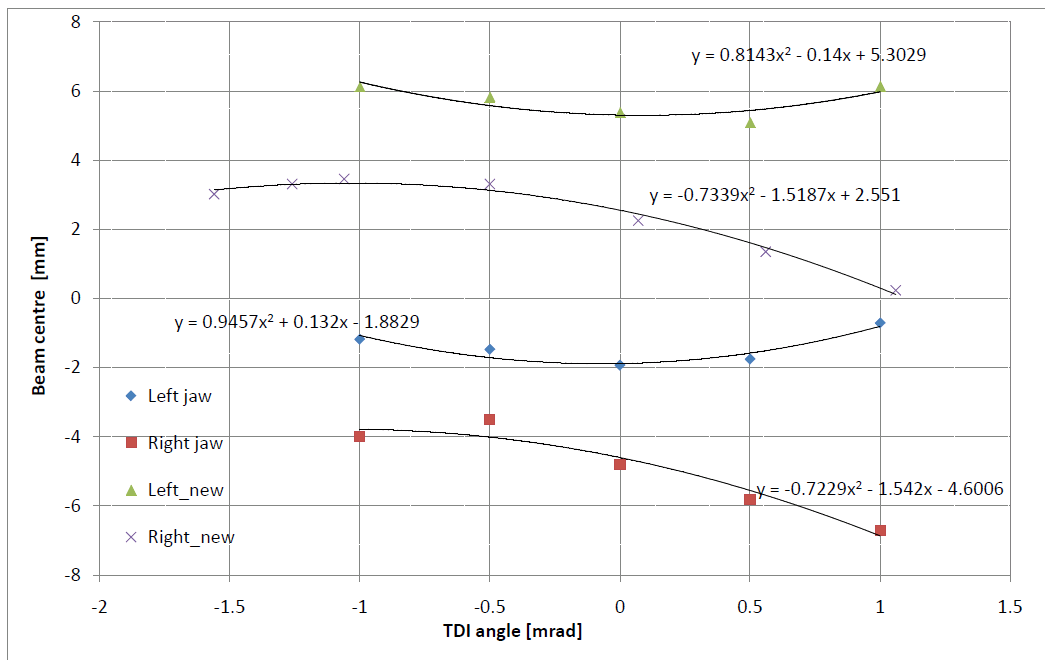 8
y = 0.8143x² - 0.14x + 5.3029
6
4
y = -0.7339x² - 1.5187x + 2.551
2
0
y = 0.9457x² + 0.132x - 1.8829
-2
Left jaw
-4
Right jaw
y = -0.7229x² - 1.542x - 4.6006
Left_new
-6
Right_new
-8
-2 -1.5 -1 -0.5 0 0.5 1 1.5
TDI angle [mrad]
Beam centre [mm]